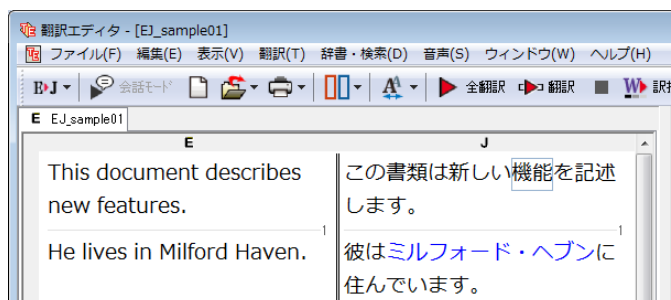 翻訳エディタ - [EJ_sample01]
ファイル(F) 編集(E) 表示(V) 翻訳(T) 辞書・検索(D) 音声(S) ウィンドウ(W) ヘルプ(H)
E▸J 会話モード 全翻訳 翻訳 訳
E EJ_sample01
E J
This document describes
new features.
1
この書類は新しい機能を記述
します。
1
He lives in Milford Haven.
彼はミルフォード・ヘブンに
住んでいます。